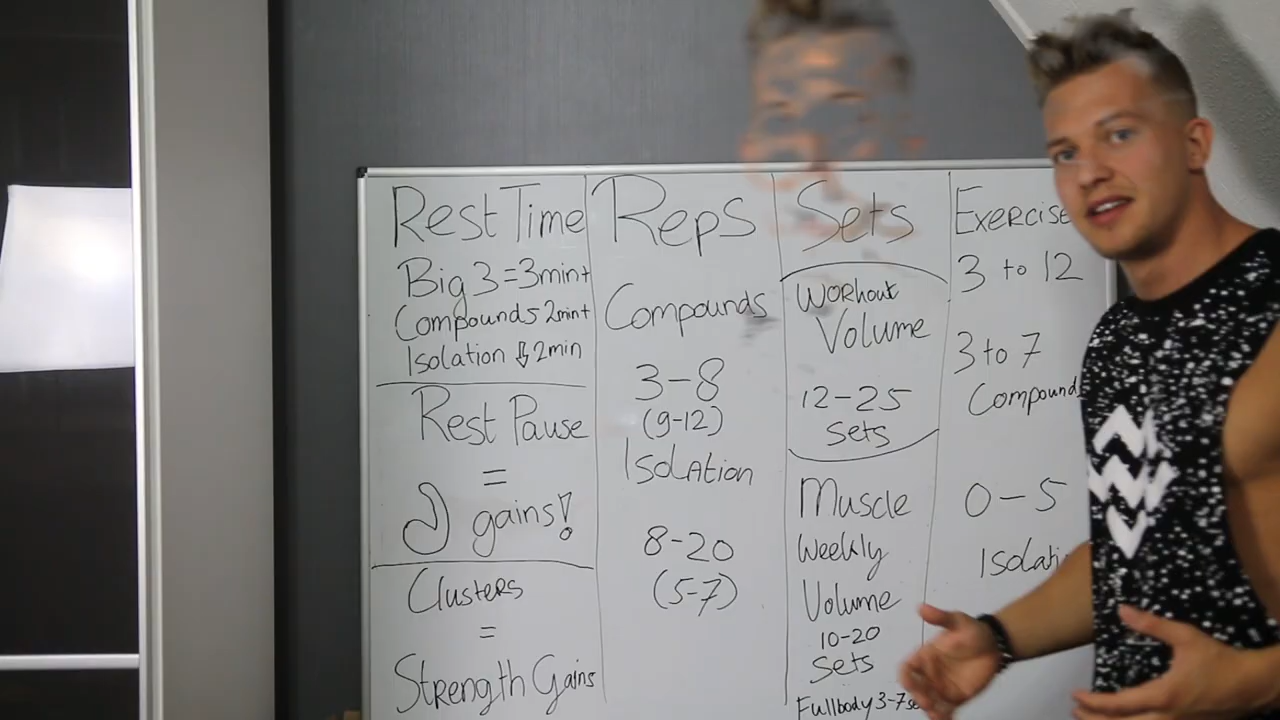 Rest Time
Big 3 = 3min+
Compounds 2min+
Isolation ↓ 2min
Rest Pause
=
gains!
Clusters
=
Strength Gains
Reps
Compounds
3-8
(9-12)
Isolation
8-20
(5-7)
Sets
Workout
Volume
12-25
Sets
Muscle
Weekly
Volume
10-20
Sets
Fullbody 3-7
Exercise
3 to 12
3 to 7
Compound
0-5
Isolati